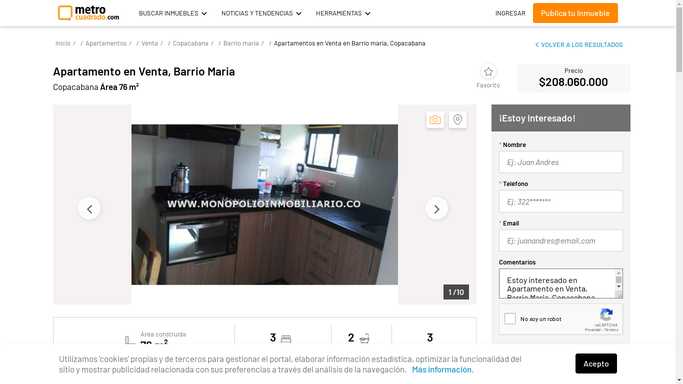 metro
cuadrado.com
BUSCAR INMUEBLES
NOTICIAS Y TENDENCIAS
HERRAMIENTAS
INGRESAR
Publica tu inmueble
Inicio / / Apartamentos / / Venta / / Copacabana / / Barrio maria / / Apartamentos en Venta en Barrio maria, Copacabana
VOLVER A LOS RESULTADOS
Apartamento en Venta, Barrio Maria
Copacabana Área 76 m²
Favorito
Precio
$208.060.000
WWW.MONOPOLIOINMOBILIARIO.CO
1 /10
¡Estoy Interesado!
* Nombre
Ej: Juan Andres
* Teléfono
Ej: 322*******
* Email
Ej: juanandres@email.com
Comentarios
Estoy interesado en
Apartamento en Venta,
Barrio Maria, Copacabana
No soy un robot
reCAPTCHA
Privacidad - Términos
Área construida
3
2
3
Utilizamos 'cookies' propias y de terceros para gestionar el portal, elaborar información estadística, optimizar la funcionalidad del
sitio y mostrar publicidad relacionada con sus preferencias a través del análisis de la navegación. Más información.
Acepto